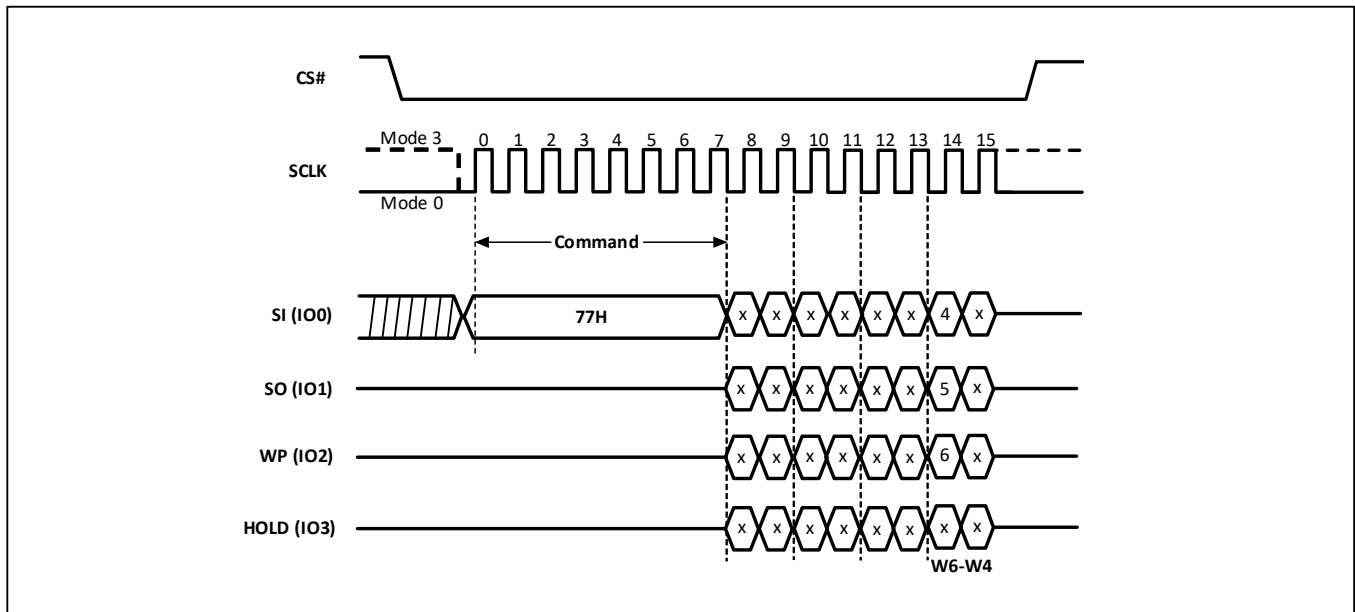 CS#
Mode 3 0 1 2 3 4 5 6 7 8 9 10 11 12 13 14 15
SCLK
Mode 0
Command
SI (IO0) 77H x x x x x x 4 x
SO (IO1) x x x x x x 5 x
WP (IO2) x x x x x x 6 x
HOLD (IO3) x x x x x x x x
W6-W4